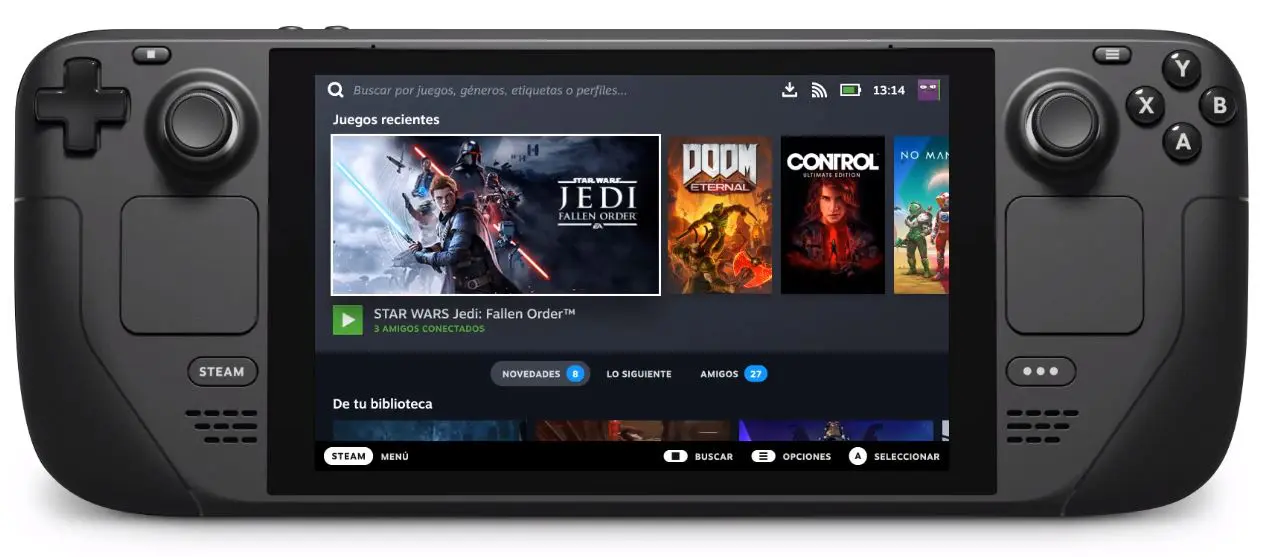 Buscar por juegos, géneros, etiquetas o perfiles...
13:14
Juegos recientes
STAR WARS
JEDI
FALLEN ORDER
EA
DOOM
ETERNAL
CONTROL
ULTIMATE EDITION
NO MAN
STAR WARS Jedi: Fallen Order™
3 AMIGOS CONECTADOS
NOVEDADES 8 LO SIGUIENTE AMIGOS 27
De tu biblioteca
STEAM MENÚ BUSCAR OPCIONES A SELECCIONAR
Y
X
B
A
STEAM